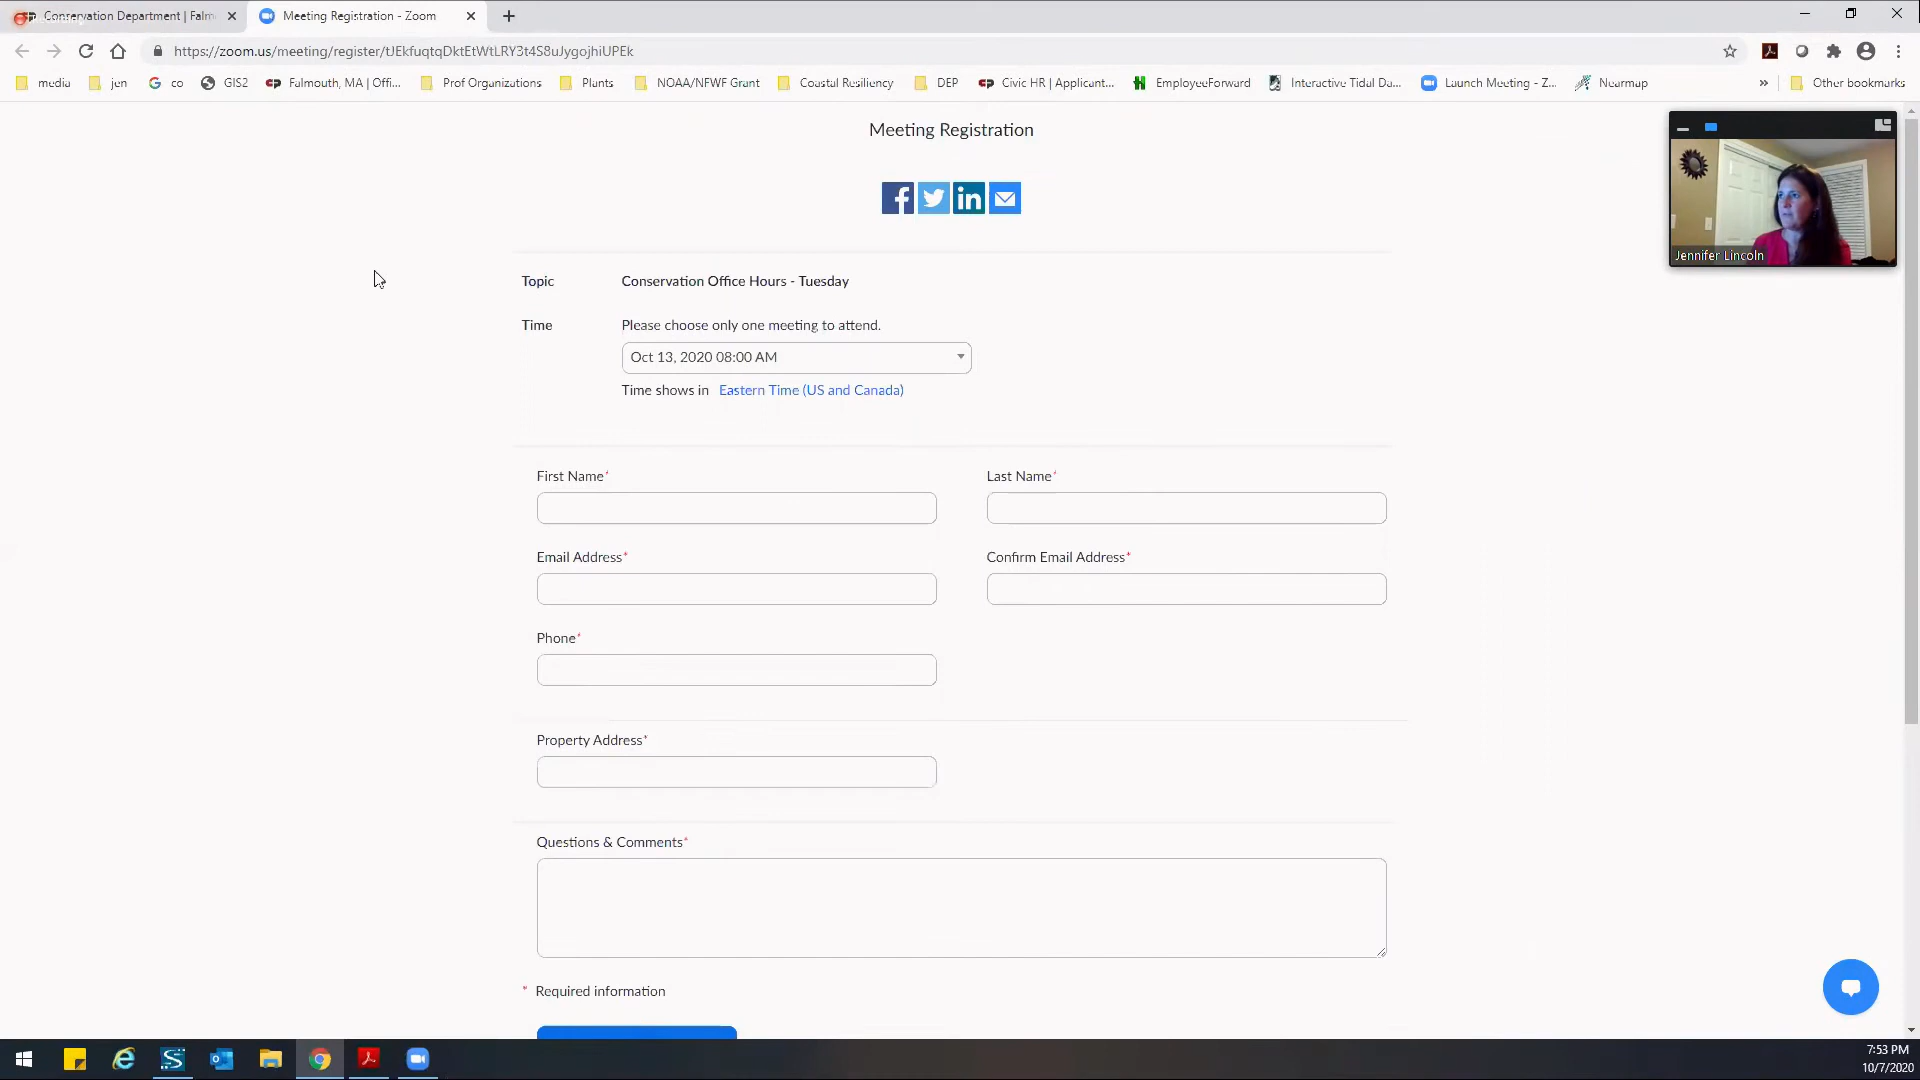 Conservation Department | Falm
Meeting Registration - Zoom
https://zoom.us/meeting/register/tJEkfuqtqDktEtWtLRY3t4S8uJygojhiUPEk
media
jen
co
GIS2
Falmouth, MA | Offi...
Prof Organizations
Plants
NOAA/NFWF Grant
Coastal Resiliency
DEP
Civic HR | Applicant...
EmployeeForward
Interactive Tidal Da...
Launch Meeting - Z...
Nearmap
»
Other bookmarks
Meeting Registration
Jennifer Lincoln
Topic Conservation Office Hours - Tuesday
Time Please choose only one meeting to attend.
Oct 13, 2020 08:00 AM
Time shows in Eastern Time (US and Canada)
First Name*
Last Name*
Email Address*
Confirm Email Address*
Phone*
Property Address*
Questions & Comments*
* Required information
7:53 PM
10/7/2020